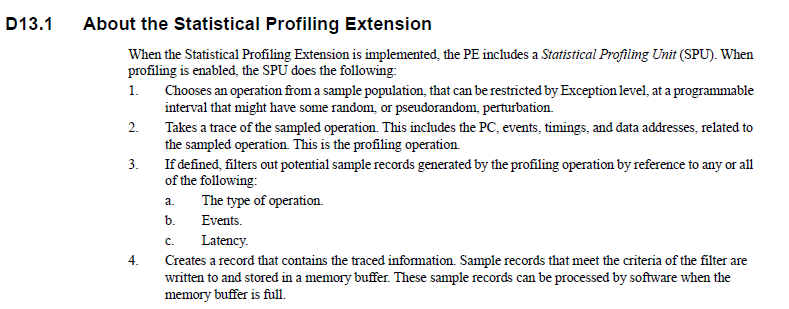 D13.1 About the Statistical Profiling Extension
When the Statistical Profiling Extension is implemented, the PE includes a Statistical Profiling Unit (SPU). When
profiling is enabled, the SPU does the following:
1. Chooses an operation from a sample population, that can be restricted by Exception level, at a programmable
interval that might have some random, or pseudorandom, perturbation.
2. Takes a trace of the sampled operation. This includes the PC, events, timings, and data addresses, related to
the sampled operation. This is the profiling operation.
3. If defined, filters out potential sample records generated by the profiling operation by reference to any or all
of the following:
a. The type of operation.
b. Events.
c. Latency.
4. Creates a record that contains the traced information. Sample records that meet the criteria of the filter are
written to and stored in a memory buffer. These sample records can be processed by software when the
memory buffer is full.